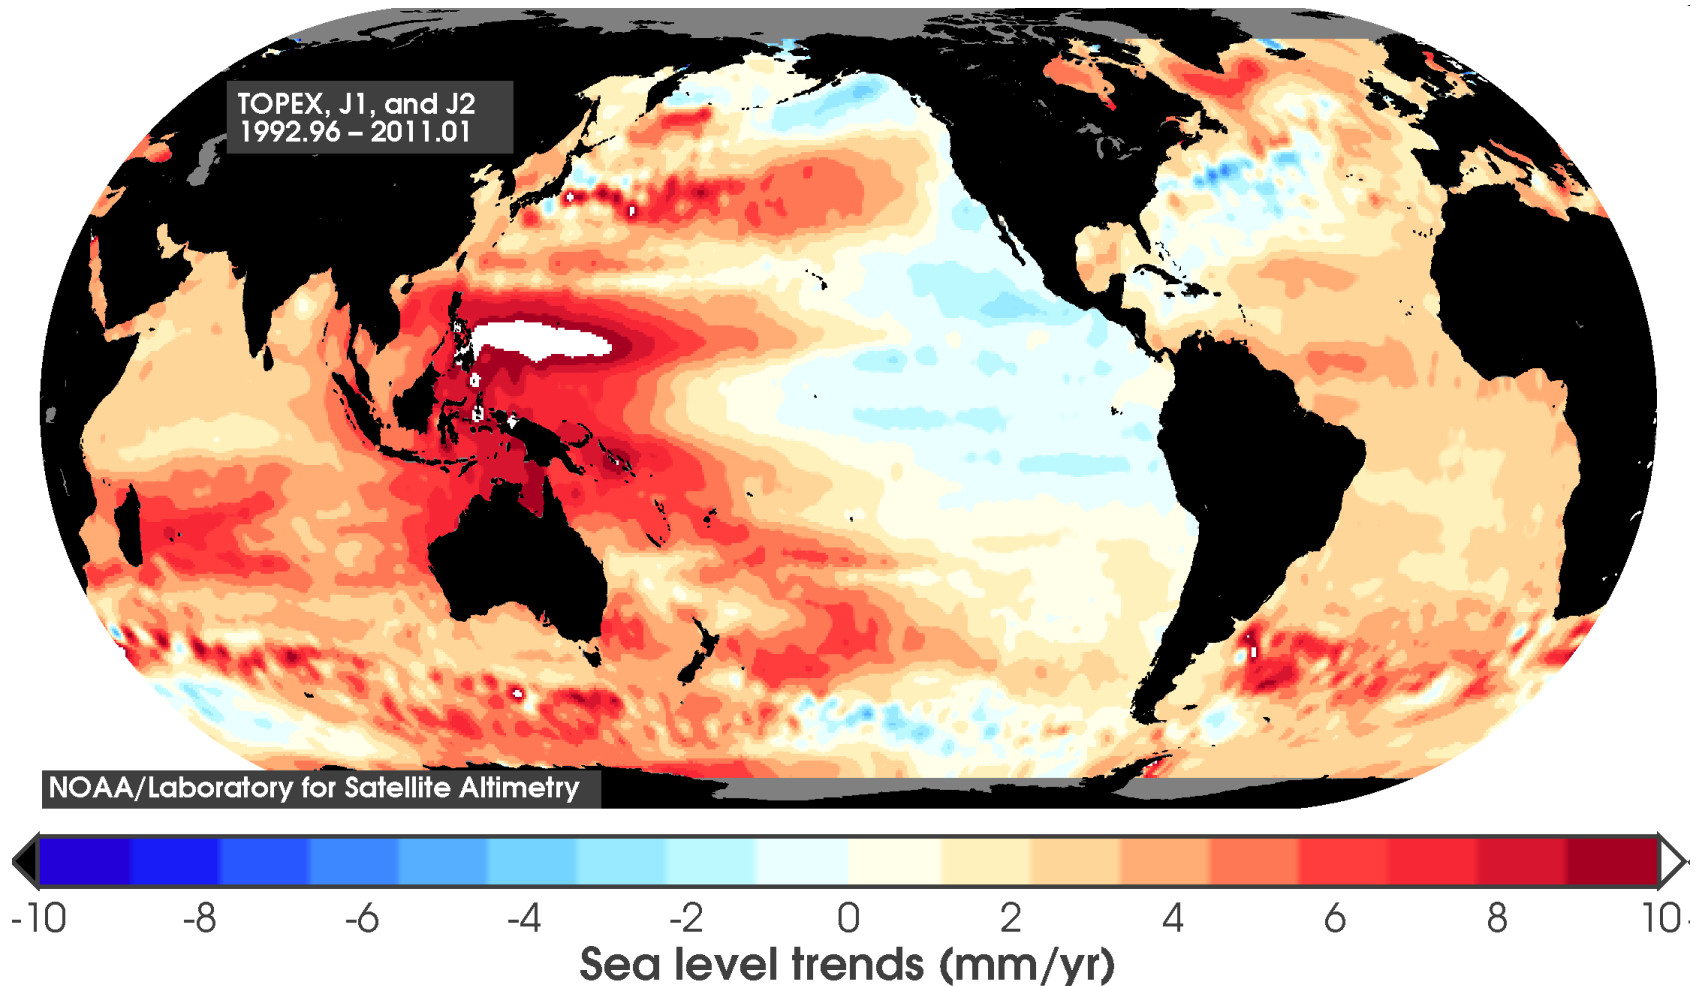 TOPEX, J1, and J2
1992.96 – 2011.01
NOAA/Laboratory for Satellite Altimetry
-10 -8 -6 -4 -2 0 2 4 6 8 10
Sea level trends (mm/yr)